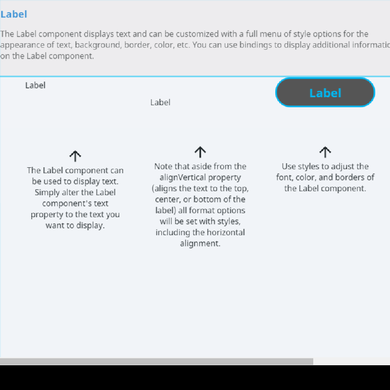 Label
The Label component displays text and can be customized with a full menu of style options for the
appearance of text, background, border, color, etc. You can use bindings to display additional
on the Label component.
Label
Label
Label
The Label component can
be used to display text.
Simply alter the Label
component's text
property to the text you
want to display.
Note that aside from the
alignVertical property
(aligns the text to the top,
center, or bottom of the
label) all format options
will be set with styles,
including the horizontal
alignment.
Use styles to adjust the
font, color, and borders of
the Label component.